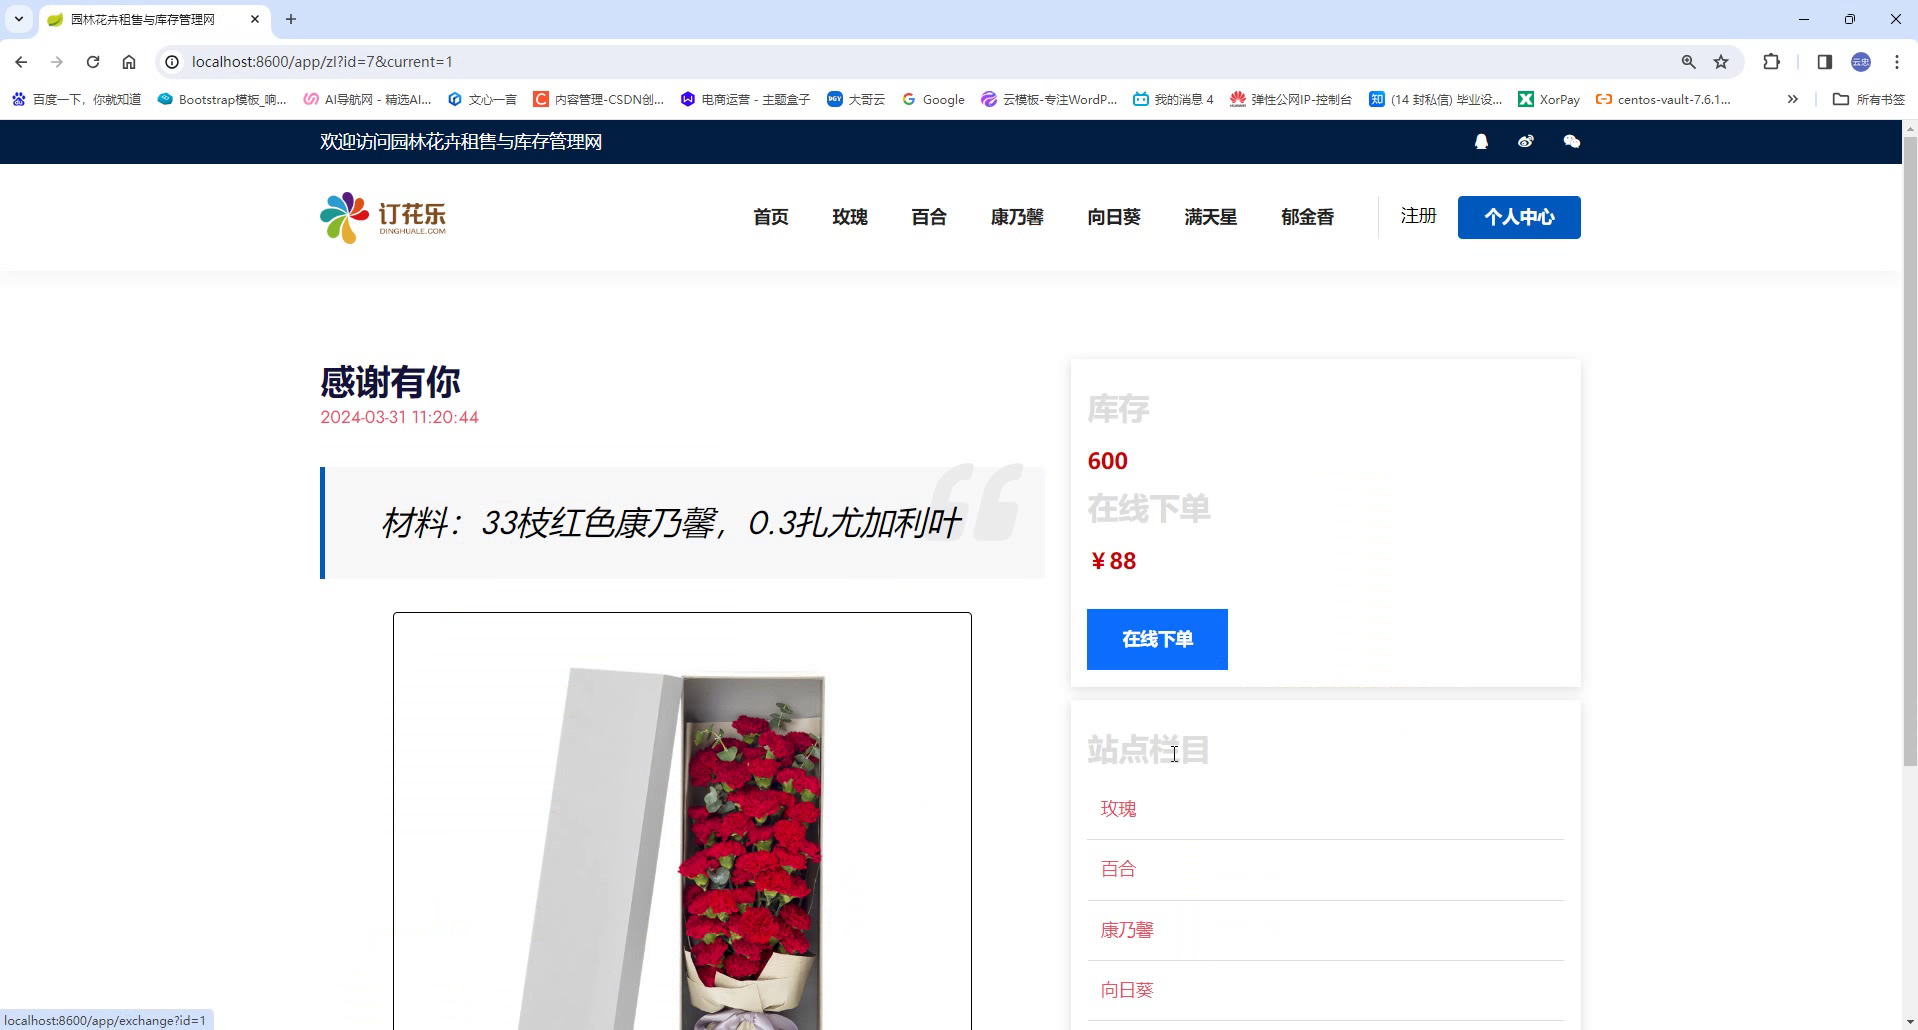 园林花卉租售与库存管理网
localhost:8600/app/zl?id=7&current=1
云忠
百度一下，你就知道
Bootstrap模板_响...
AI导航网 - 精选AI...
文心一言
内容管理-CSDN创...
电商运营 - 主题盒子
大哥云
Google
云模板-专注WordP...
我的消息 4
弹性公网IP-控制台
(14 封私信) 毕业设...
XorPay
centos-vault-7.6.1...
所有书签
欢迎访问园林花卉租售与库存管理网
订花乐
DINGHUALE.COM
首页
玫瑰
百合
康乃馨
向日葵
满天星
郁金香
注册
个人中心
感谢有你
2024-03-31 11:20:44
材料：33枝红色康乃馨，0.3扎尤加利叶
库存
600
在线下单
￥88
在线下单
站点栏目
玫瑰
百合
康乃馨
向日葵
localhost:8600/app/exchange?id=1